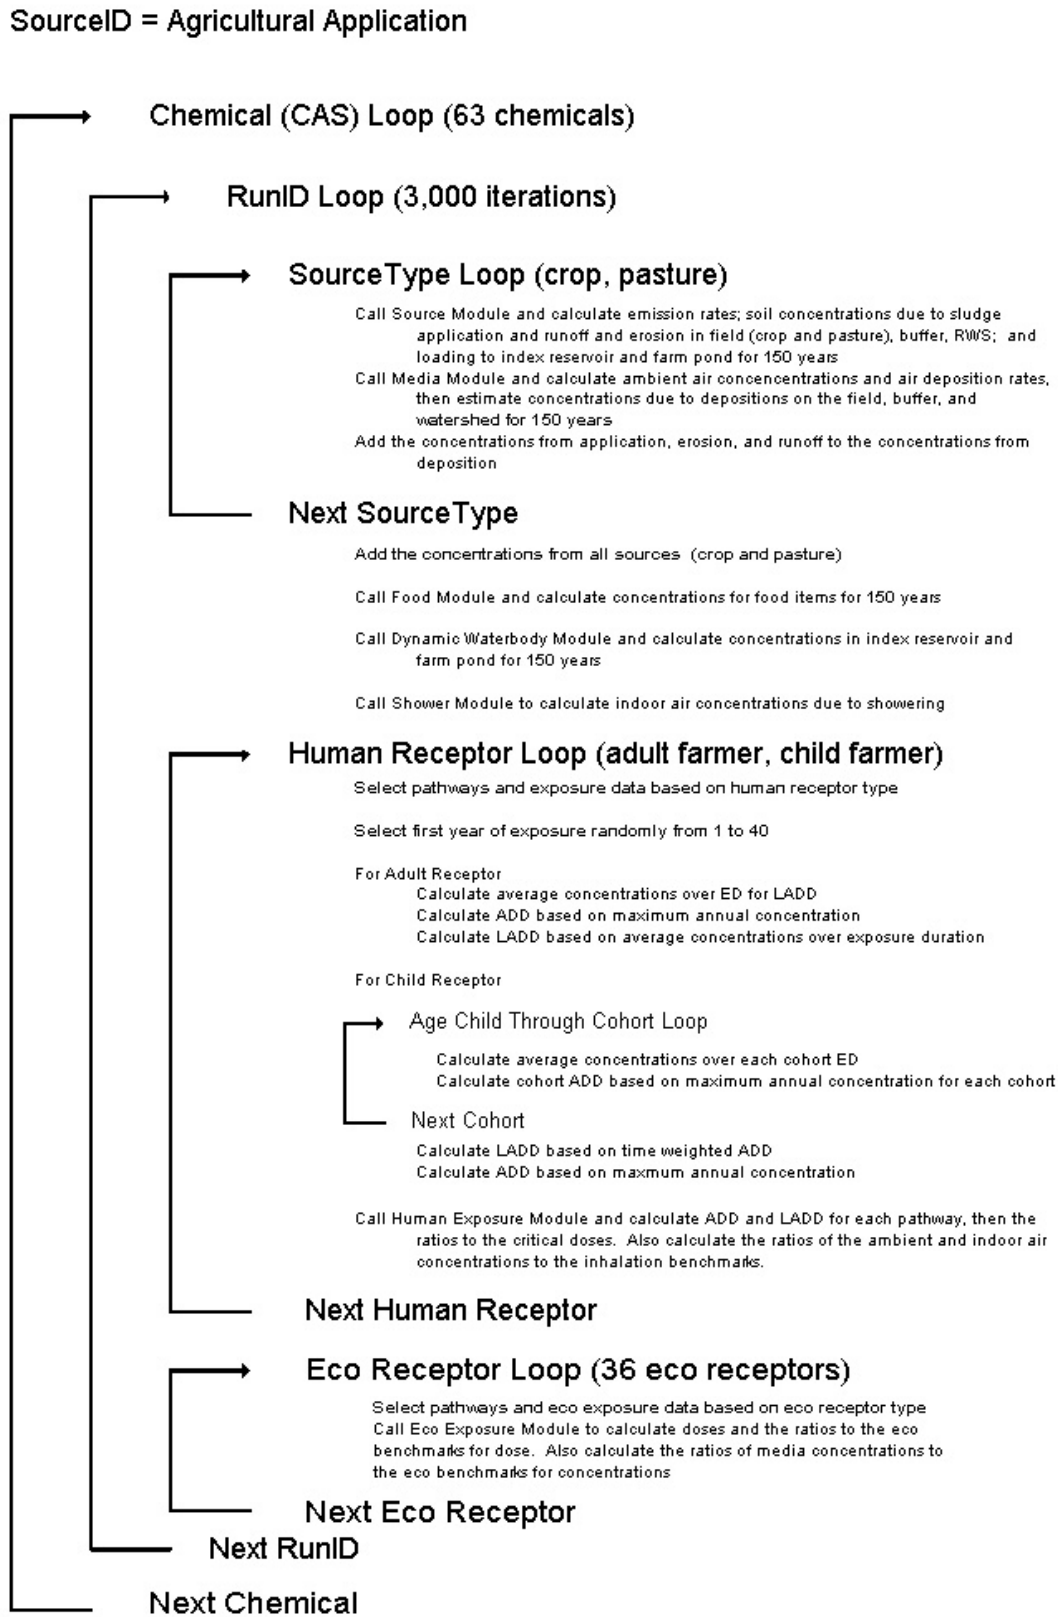 SourceID = Agricultural Application
Chemical (CAS) Loop (63 chemicals)
RunID Loop (3,000 iterations)
SourceType Loop (crop, pasture)
Call Source Module and calculate emission rates; soil concentrations due to sludge
application and runoff and erosion in field (crop and pasture), buffer, RWS; and
loading to index reservoir and farm pond for 150 years
Call Media Module and calculate ambient air concencentrations and air deposition rates,
then estimate concentrations due to depositions on the field, buffer, and
watershed for 150 years
Add the concentrations from application, erosion, and runoff to the concentrations from
deposition
Next SourceType
Add the concentrations from all sources (crop and pasture)
Call Food Module and calculate concentrations for food items for 150 years
Call Dynamic Waterbody Module and calculate concentrations in index reservoir and
farm pond for 150 years
Call Shower Module to calculate indoor air concentrations due to showering
Human Receptor Loop (adult farmer, child farmer)
Select pathways and exposure data based on human receptor type
Select first year of exposure randomly from 1 to 40
For Adult Receptor
Calculate average concentrations over ED for LADD
Calculate ADD based on maximum annual concentration
Calculate LADD based on average concentrations over exposure duration
For Child Receptor
Age Child Through Cohort Loop
Calculate average concentrations over each cohort ED
Calculate cohort ADD based on maximum annual concentration for each cohort
Next Cohort
Calculate LADD based on time weighted ADD
Calculate ADD based on maxmum annual concentration
Call Human Exposure Module and calculate ADD and LADD for each pathway, then the
ratios to the critical doses. Also calculate the ratios of the ambient and indoor air
concentrations to the inhalation benchmarks.
Next Human Receptor
Eco Receptor Loop (36 eco receptors)
Select pathways and eco exposure data based on eco receptor type
Call Eco Exposure Module to calculate doses and the ratios to the eco
benchmarks for dose. Also calculate the ratios of media concentrations to
the eco benchmarks for concentrations
Next Eco Receptor
Next RunID
Next Chemical